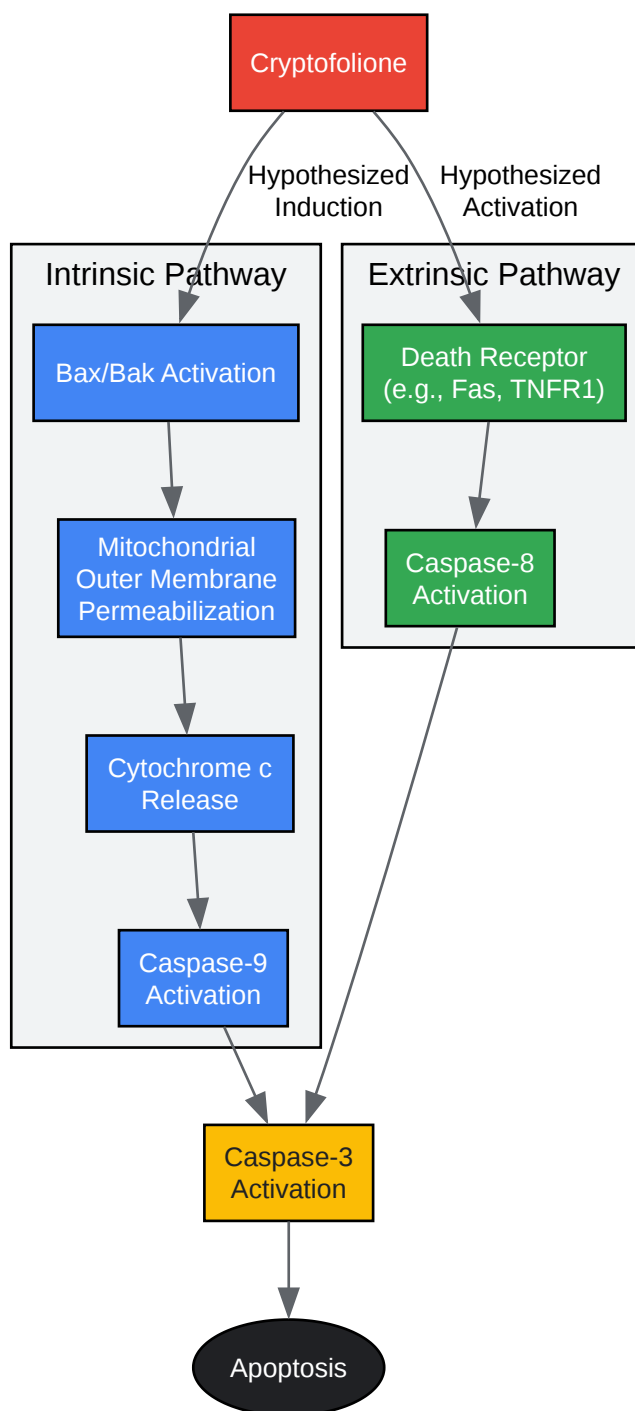 Cryptofolione
Hypothesized
Induction
Hypothesized
Activation
Intrinsic Pathway
Extrinsic Pathway
Bax/Bak Activation
Death Receptor
(e.g., Fas, TNFR1)
Mitochondrial
Outer Membrane
Permeabilization
Caspase-8
Activation
Cytochrome c
Release
Caspase-9
Activation
Caspase-3
Activation
Apoptosis